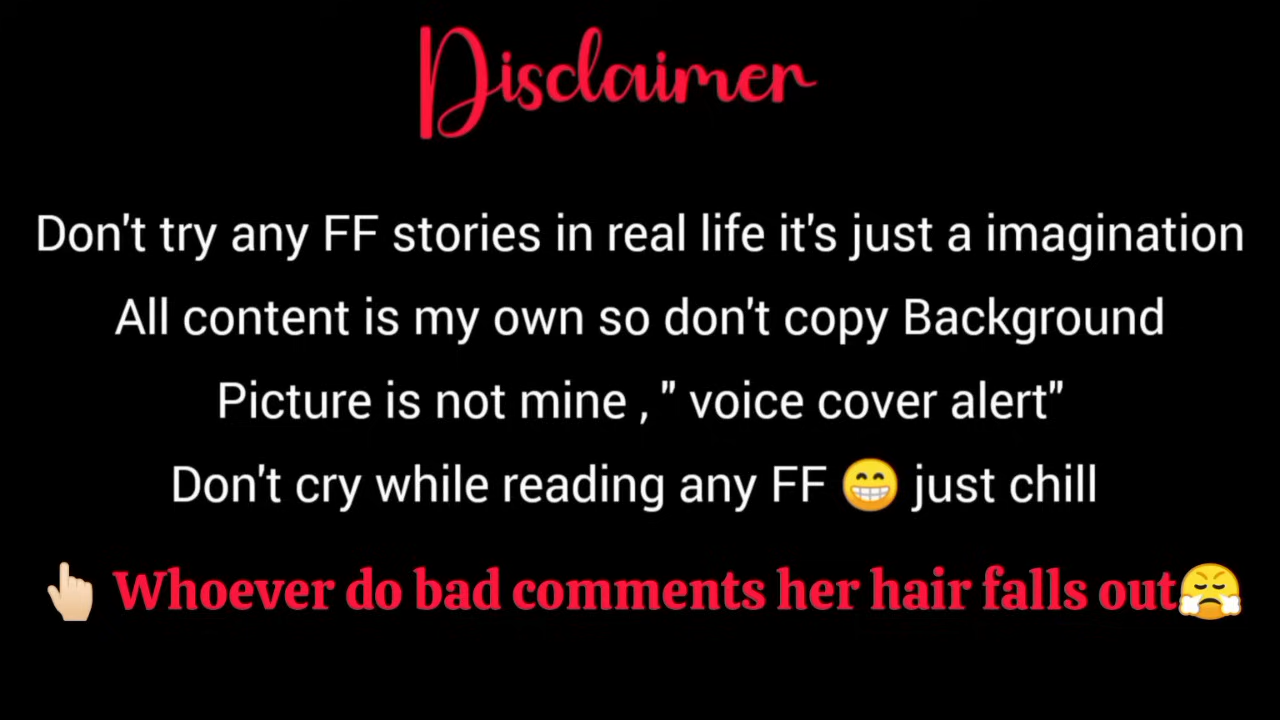 Disclaimer
Don't try any FF stories in real life it's just a imagination
All content is my own so don't copy Background
Picture is not mine , " voice cover alert"
Don't cry while reading any FF 😁 just chill
👆🏻 Whoever do bad comments her hair falls out😤